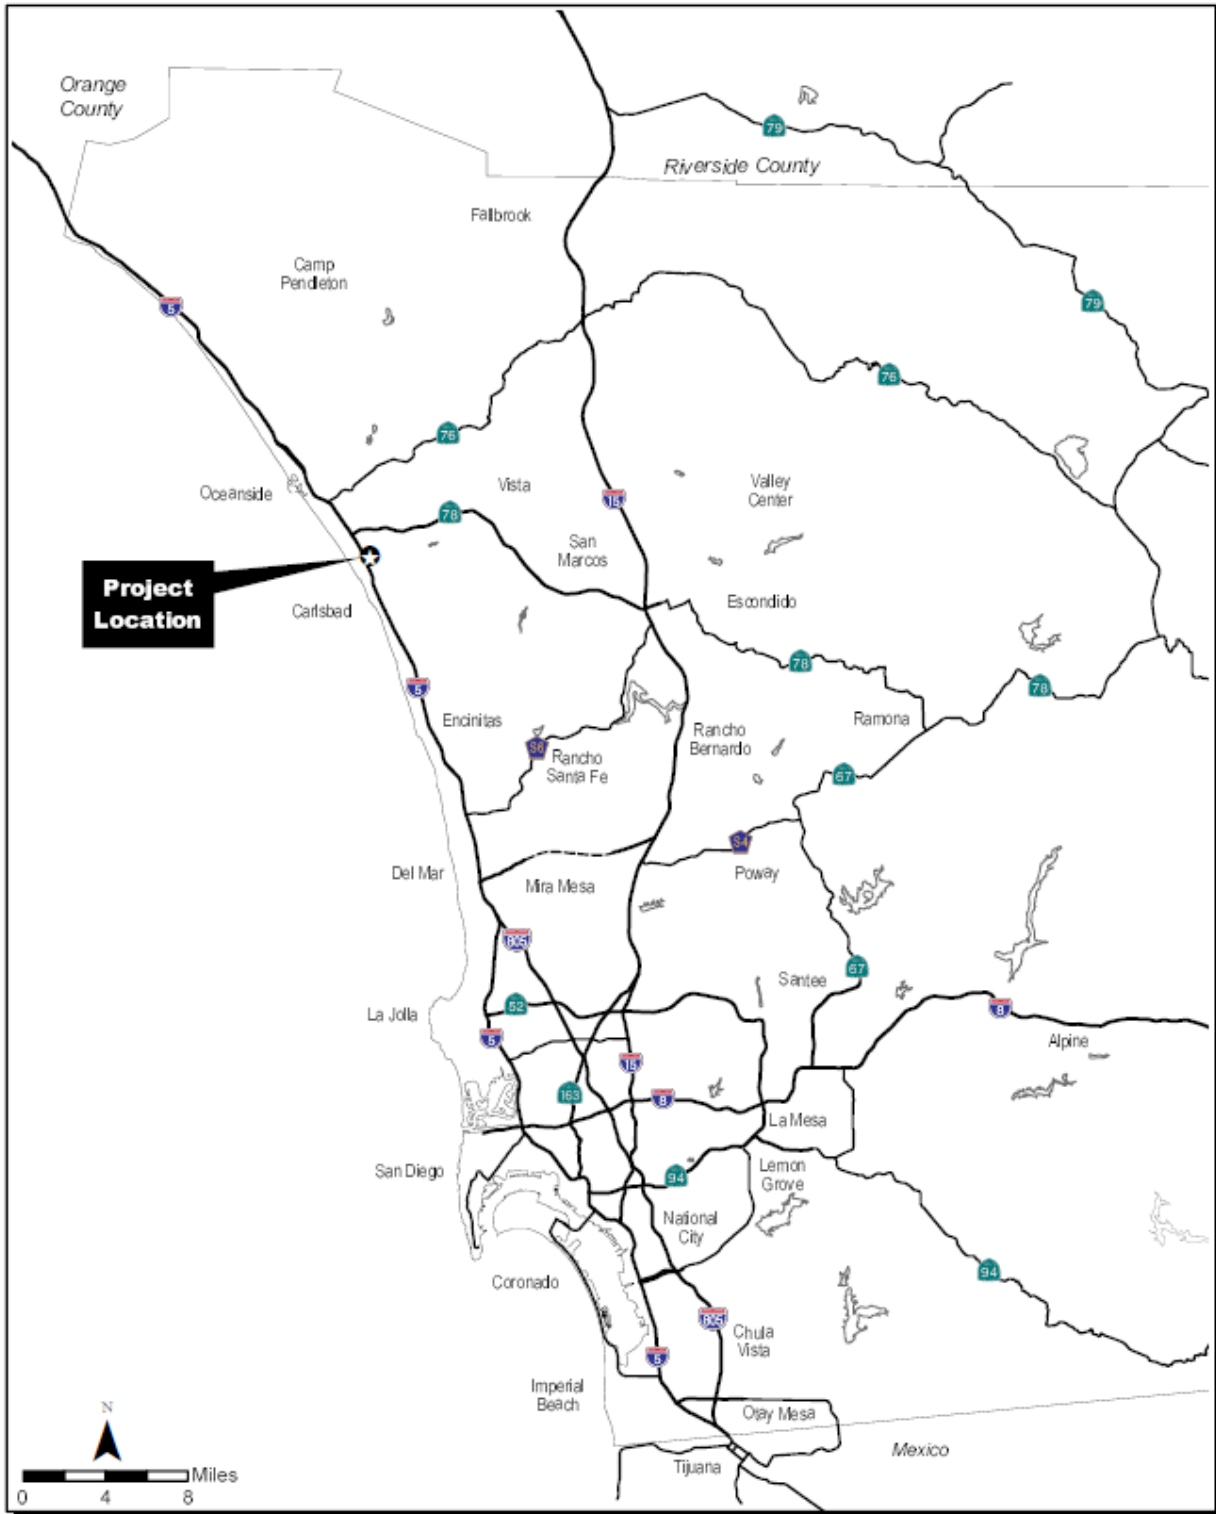 Orange
County
79
Riverside County
Fallbrook
Camp
Pendleton
5
79
76
76
Oceanside
Vista
Valley
Center
15
78
San
Marcos
Project
Location
Carlsbad
Escondido
78
78
5
Encinitas
Ramona
Rancho
Bernardo
S6
Rancho
Santa Fe
67
S4
Del Mar
Mira Mesa
Poway
805
67
Santee
52
8
La Jolla
5
Alpine
15
163
8
La Mesa
San Diego
Lemon
Grove
94
National
City
94
Coronado
805
Chula
Vista
5
Imperial
Beach
Otay Mesa
N
Mexico
Tijuana
Miles
0 4 8